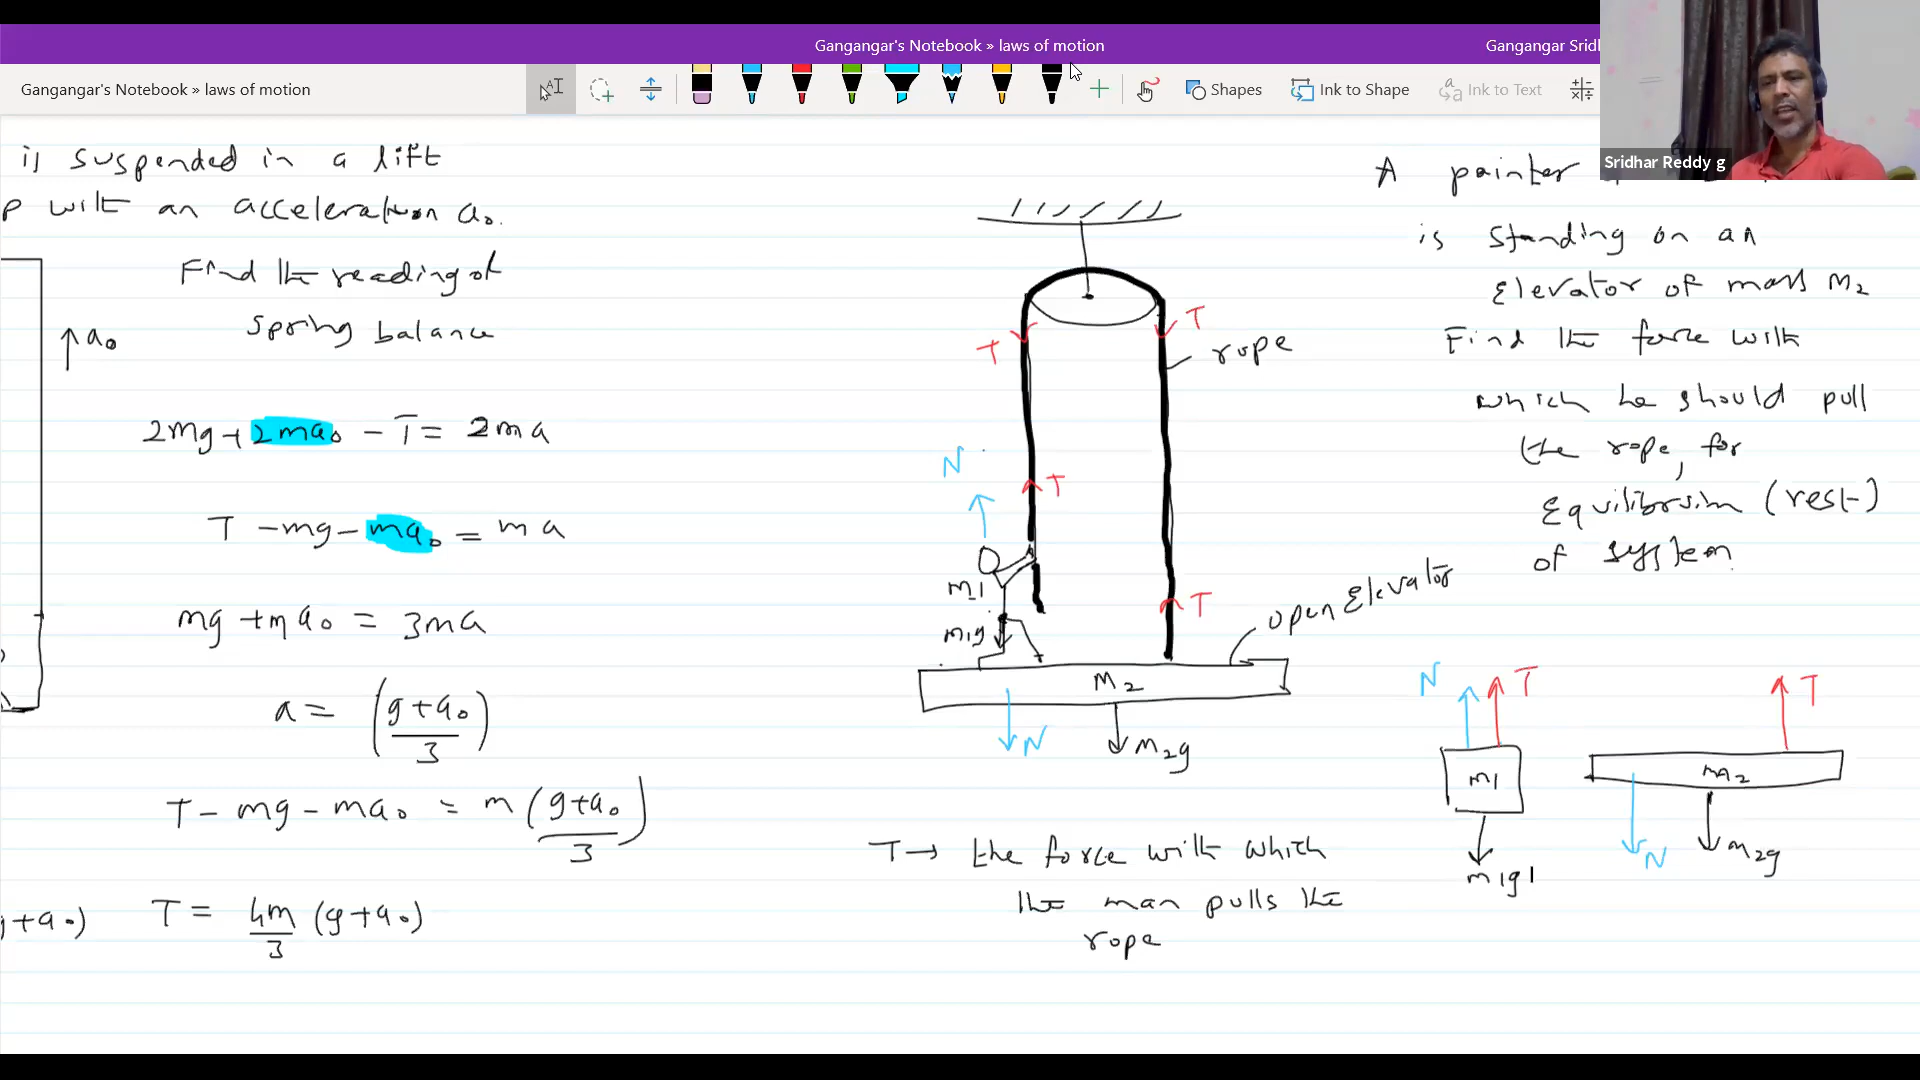 Gangangar's Notebook » laws of motion
Gangangar Sridh
Gangangar's Notebook » laws of motion
Shapes
Ink to Shape
Ink to Text
Sridhar Reddy g
is suspended in a lift
P with an acceleration a₀.
Find the reading of
spring balance
↑a₀
2mg + 2ma₀ - T = 2ma
T - mg - ma₀ = ma
mg + ma₀ = 3ma
a = (g+a₀/3)
T - mg - ma₀ = m(g+a₀/3)
T = 4m/3 (g+a₀)
g+a₀)
T
T
rope
N
T
m1
m1g
T
open Elevator
M2
N
m2g
T → the force with which
the man pulls the
rope
A painter
is standing on an
Elevator of mass M2
Find the force with
which he should pull
the rope, for
Equilibrium (rest)
of system
N
T
m1
m1g1
T
m2
N
m2g